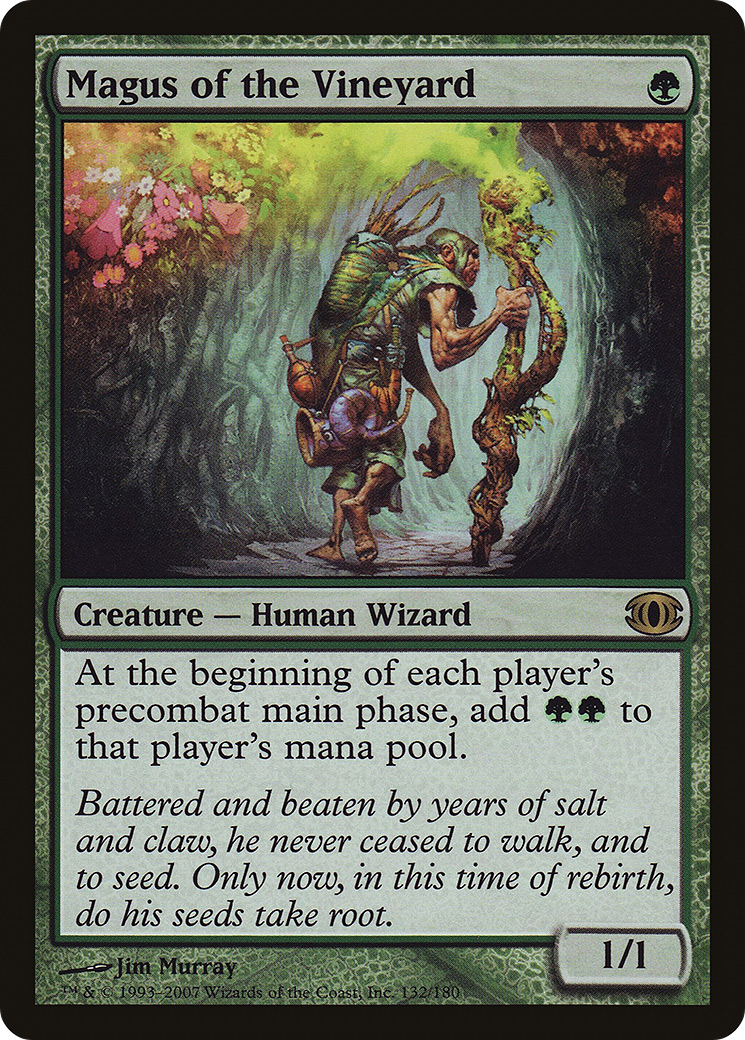 Magus of the Vineyard
Creature — Human Wizard
At the beginning of each player's
precombat main phase, add to
that player's mana pool.
Battered and beaten by years of salt
and claw, he never ceased to walk, and
to seed. Only now, in this time of rebirth,
do his seeds take root.
1/1
Jim Murray
™ & © 1993–2007 Wizards of the Coast, Inc. 132/180